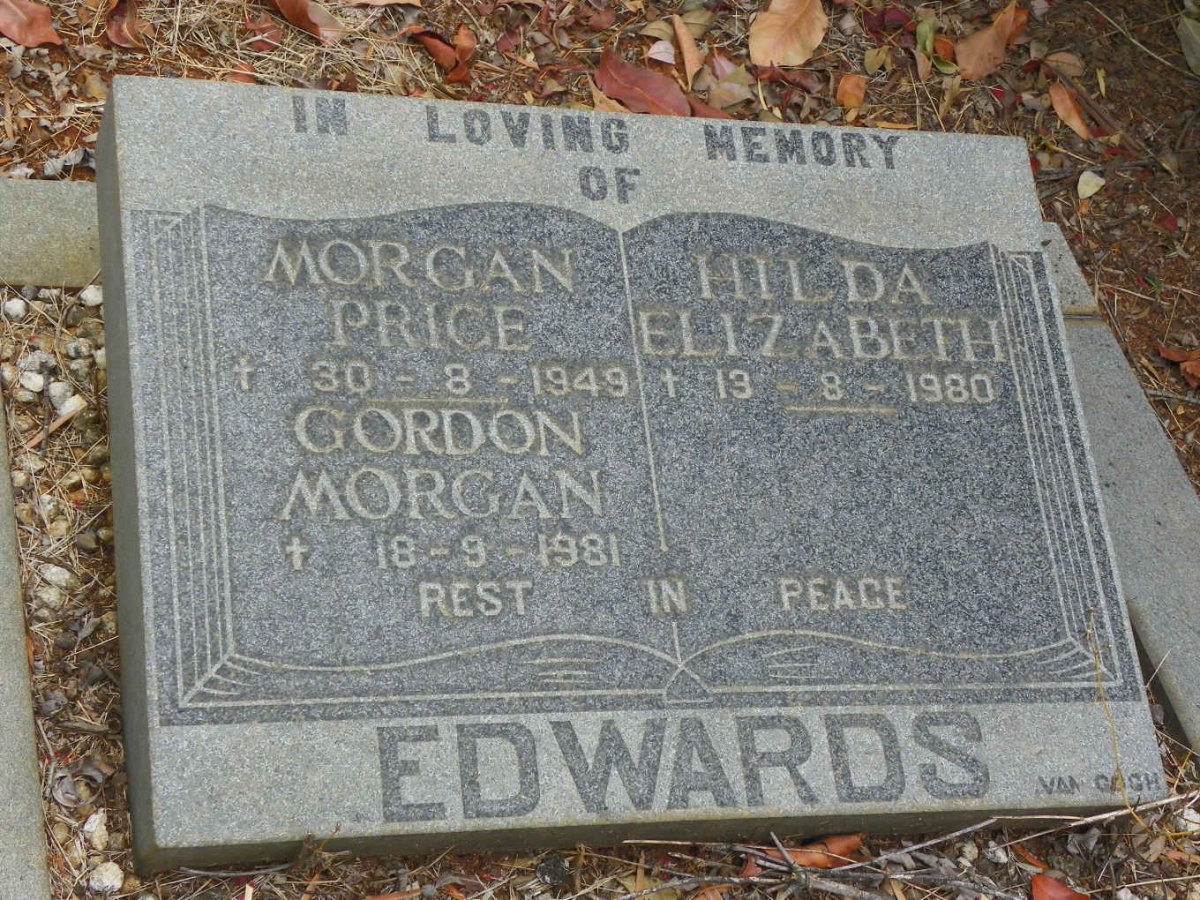 IN LOVING MEMORY
OF
MORGAN
PRICE
† 30 - 8 - 1949
GORDON
MORGAN
† 18 - 9 - 1981
HILDA
ELIZABETH
† 13 - 8 - 1980
REST IN PEACE
EDWARDS
VAN GOGH